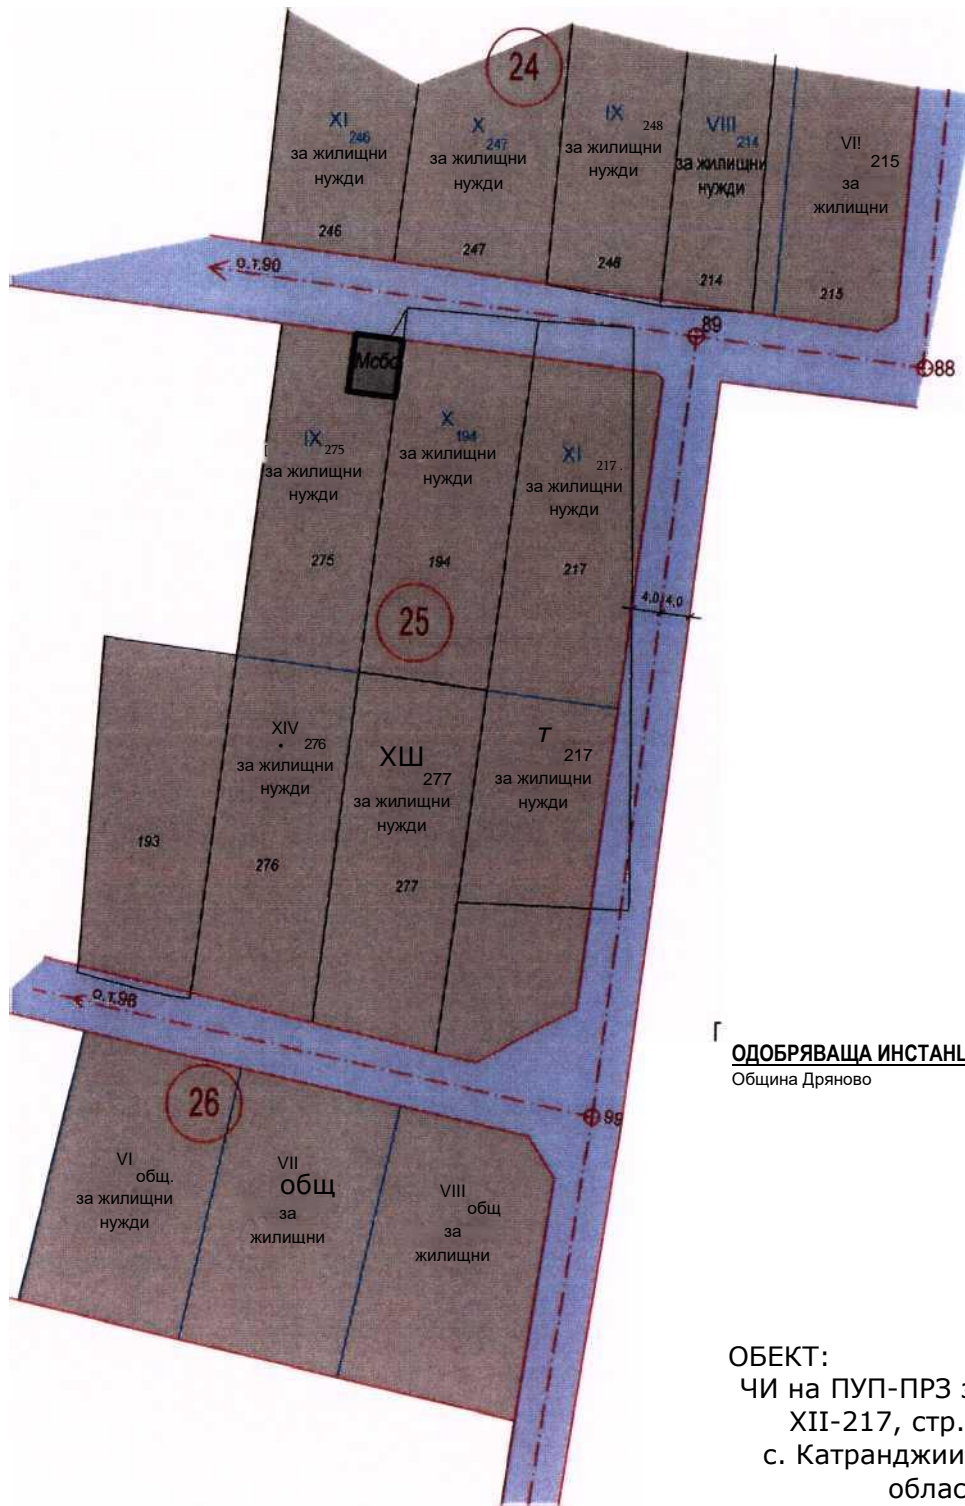 24
XI
246
за жилищни
нужди
246
X
247
за жилищни
нужди
247
IX 248
за жилищни
нужди
248
VIII
214
за жилищни
нужди
214
VI!
215
за
жилищни
215
о.т.90
89
88
Мсбс
IX 275
за жилищни
нужди
275
X
194
за жилищни
нужди
194
XI 217 .
за жилищни
нужди
217
4,0 4,0
25
193
XIV
• 276
за жилищни
нужди
276
ХШ
277
за жилищни
нужди
277
Т
217
за жилищни
нужди
о.т.98
99
26
VI
общ.
за жилищни
нужди
VII
общ
за
жилищни
VIII
общ
за
жилищни
Г
ОДОБРЯВАЩА ИНСТАНЦ
Община Дряново
ОБЕКТ:
ЧИ на ПУП-ПРЗ з
XII-217, стр.
с. Катранджии
облас